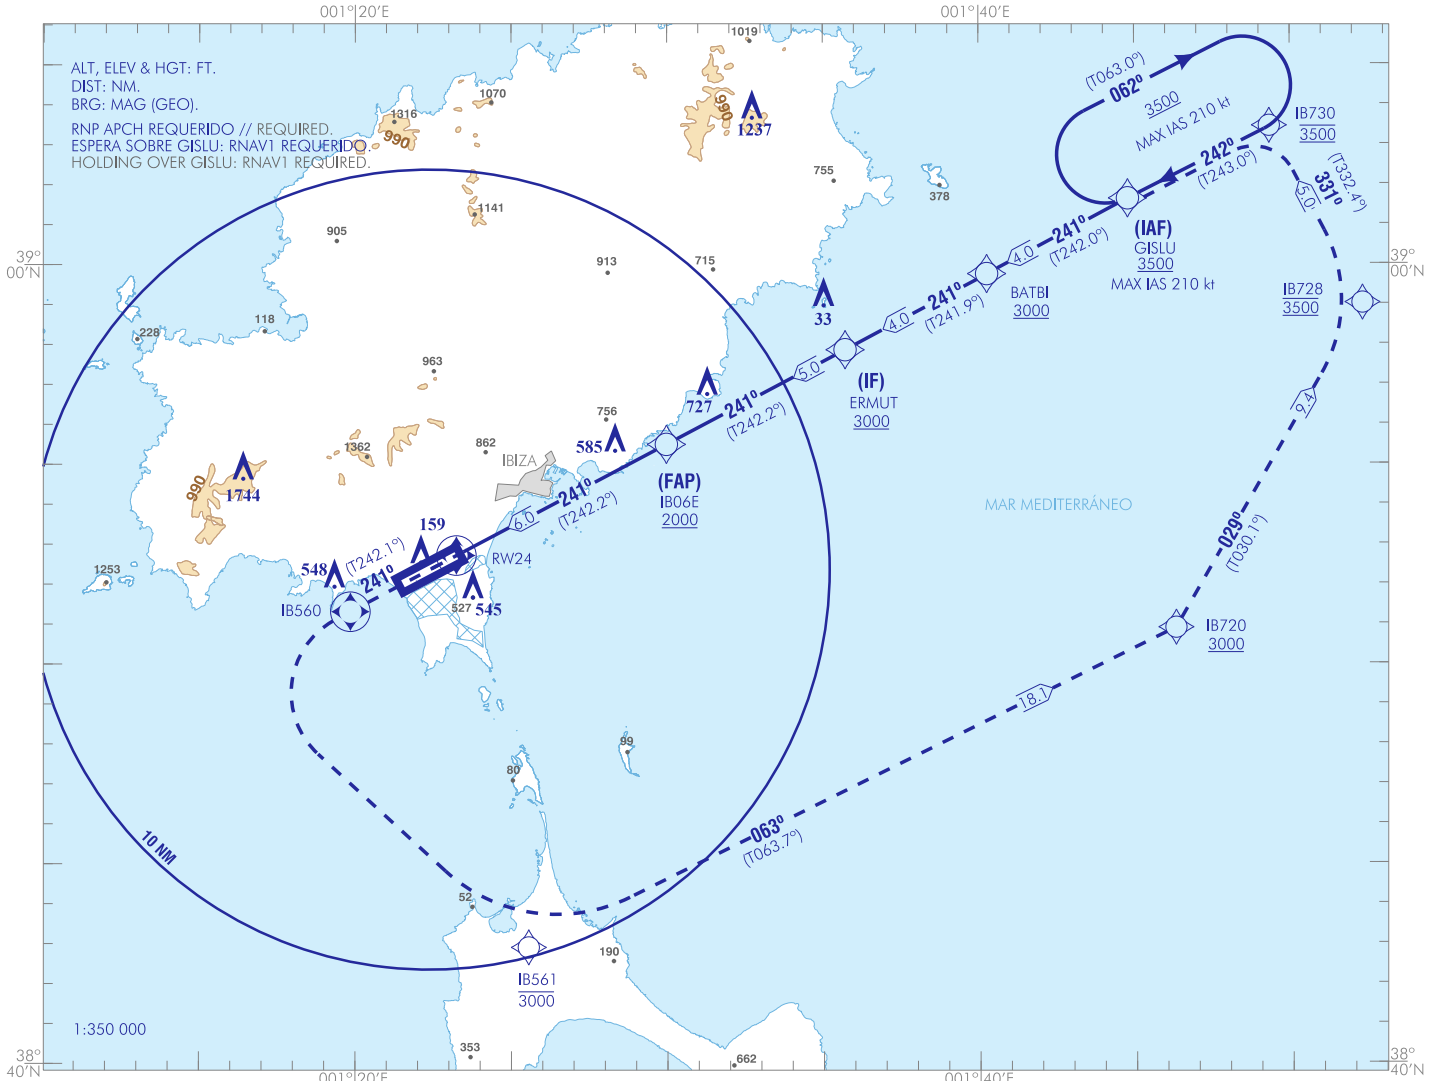 001°20'E
001°40'E
ALT, ELEV & HGT: FT.
DIST: NM.
BRG: MAG (GEO).
RNP APCH REQUERIDO // REQUIRED.
ESPERA SOBRE GISLU: RNAV1 REQUERIDO.
HOLDING OVER GISLU: RNAV1 REQUIRED.
1019
1070
1316
990
990
1237
(T063.0°)
062°
3500
MAX IAS 210 kt
IB730
3500
242°
(T243.0°)
755
378
331°
(T332.4°)
5.0
1141
905
913
715
39°
00'N
39°
00'N
(IAF)
GISLU
3500
MAX IAS 210 kt
241°
(T242.0°)
4.0
BATBI
3000
IB728
3500
241°
(T241.9°)
4.0
33
118
228
963
5.0
(IF)
ERMUT
3000
727
241°
(T242.2°)
9.4
756
585
862
1362
IBIZA
990
1744
(FAP)
IB06E
2000
241°
(T242.2°)
6.0
MAR MEDITERRÁNEO
029°
(T030.1°)
159
RW24
(T242.1°)
241°
548
1253
IB560
527
545
IB720
3000
18.1
99
80
063°
(T063.7°)
10 NM
52
190
IB561
3000
1:350 000
353
662
38°
40'N
38°
40'N
001°20'E
001°40'E